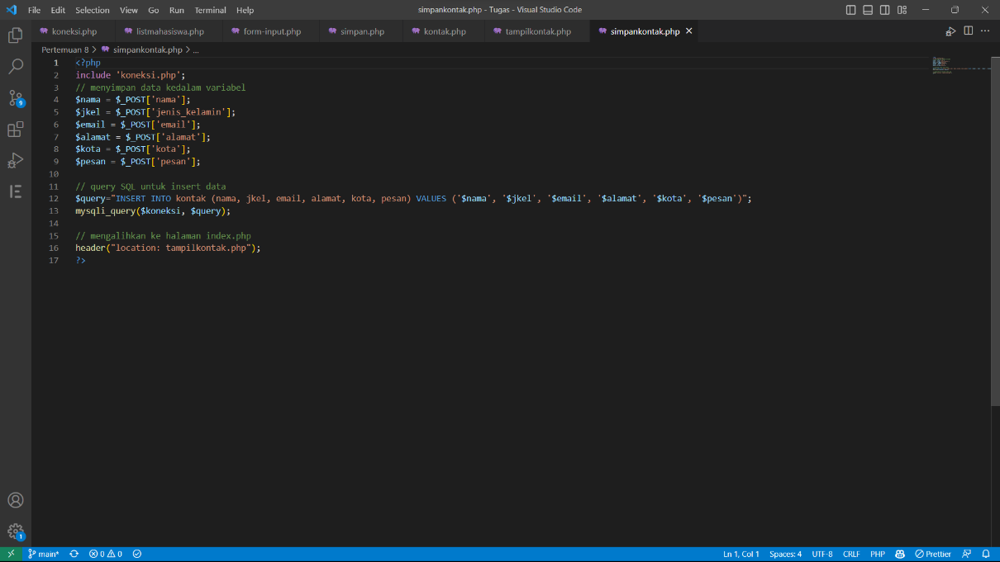 File Edit Selection View Go Run Terminal Help simpankontak.php - Tugas - Visual Studio Code
koneksi.php listmahasiswa.php form-input.php simpan.php kontak.php tampilkontak.php simpankontak.php
Pertemuan 8 > simpankontak.php > ...
1 <?php
2 include 'koneksi.php';
3 // menyimpan data kedalam variabel
4 $nama = $_POST['nama'];
5 $jkel = $_POST['jenis_kelamin'];
6 $email = $_POST['email'];
7 $alamat = $_POST['alamat'];
8 $kota = $_POST['kota'];
9 $pesan = $_POST['pesan'];
10
11 // query SQL untuk insert data
12 $query="INSERT INTO kontak (nama, jkel, email, alamat, kota, pesan) VALUES ('$nama', '$jkel', '$email', '$alamat', '$kota', '$pesan')";
13 mysqli_query($koneksi, $query);
14
15 // mengalihkan ke halaman index.php
16 header("location: tampilkontak.php");
17 ?>
9
1
main* 0 0 Ln 1, Col 1 Spaces: 4 UTF-8 CRLF PHP Prettier